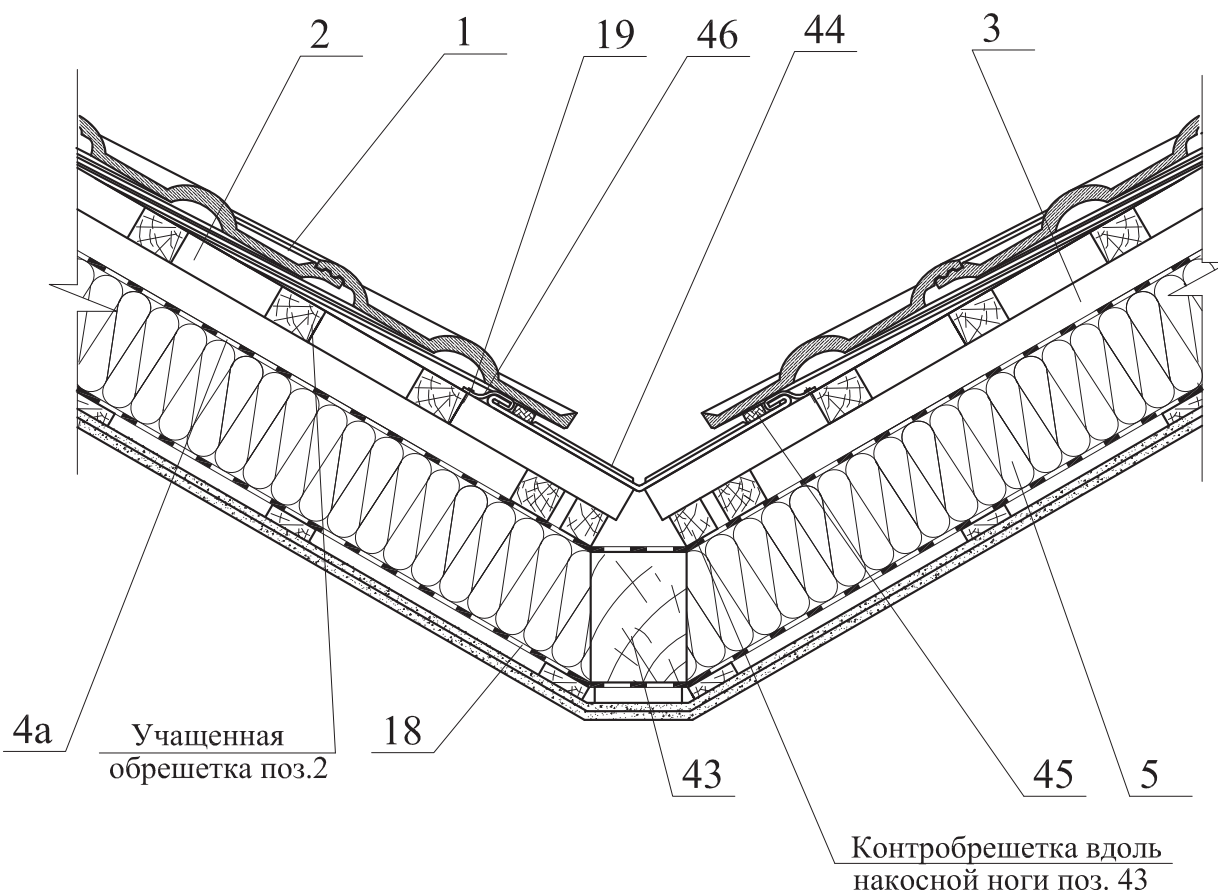 2
1
19
46
44
3
4а
Учащенная
обрешетка поз.2
18
43
45
5
Контробрешетка вдоль
накосной ноги поз. 43